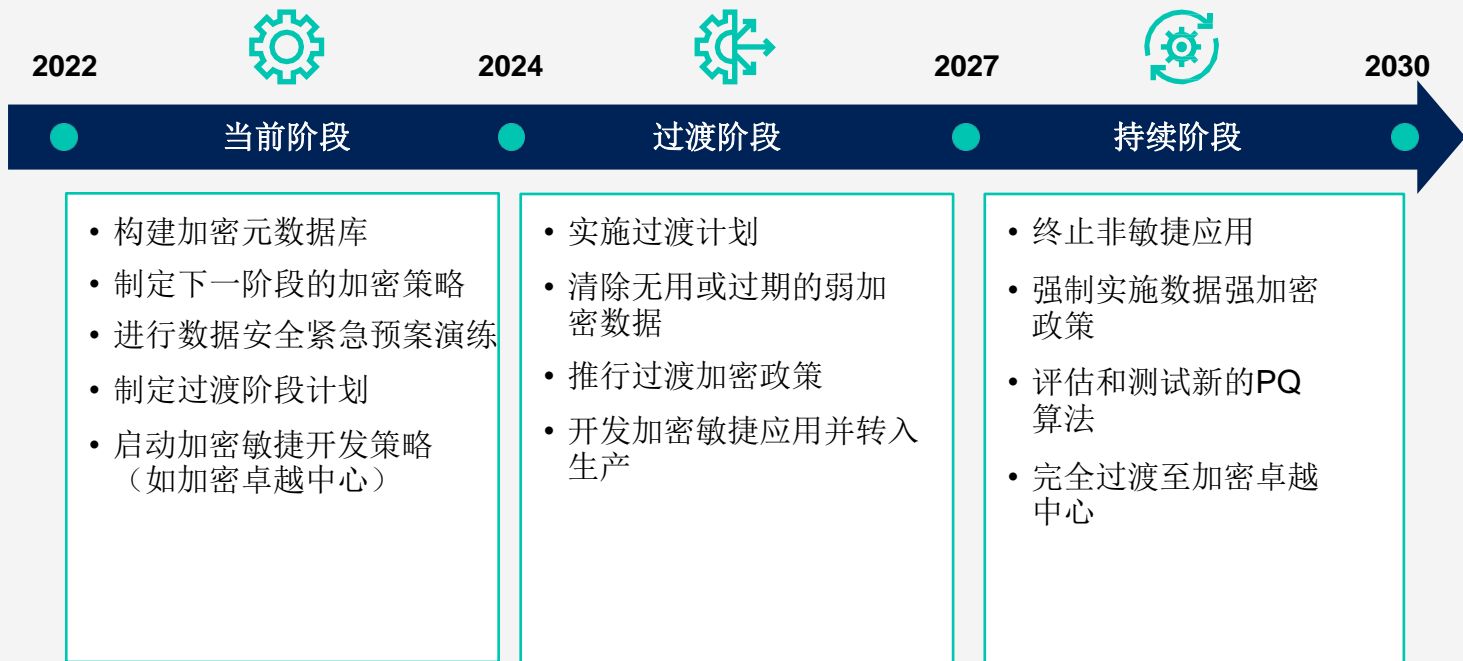 2022
2024
2027
2030
当前阶段
过渡阶段
持续阶段
• 构建加密元数据库
• 制定下一阶段的加密策略
• 进行数据安全紧急预案演练
• 制定过渡阶段计划
• 启动加密敏捷开发策略
（如加密卓越中心）
• 实施过渡计划
• 清除无用或过期的弱加
密数据
• 推行过渡加密政策
• 开发加密敏捷应用并转入
生产
• 终止非敏捷应用
• 强制实施数据强加密
政策
• 评估和测试新的PQ
算法
• 完全过渡至加密卓越
中心